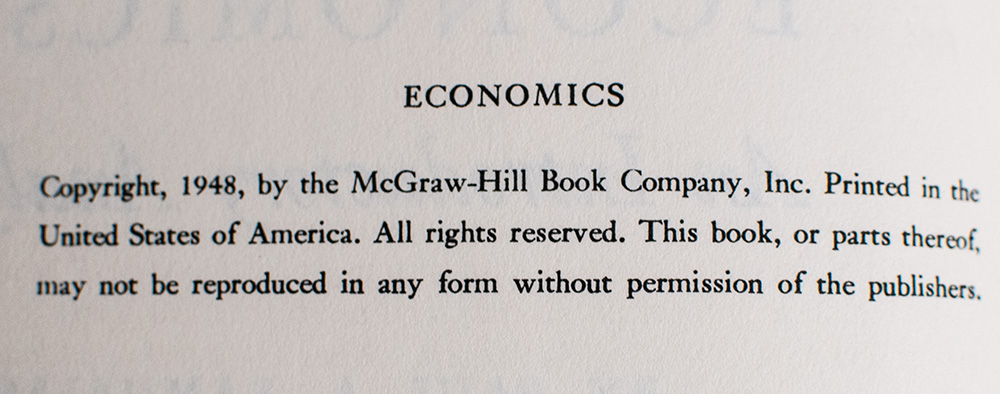 ECONOMICS
Copyright, 1948, by the McGraw-Hill Book Company, Inc. Printed in the
United States of America. All rights reserved. This book, or parts thereof,
may not be reproduced in any form without permission of the publishers.